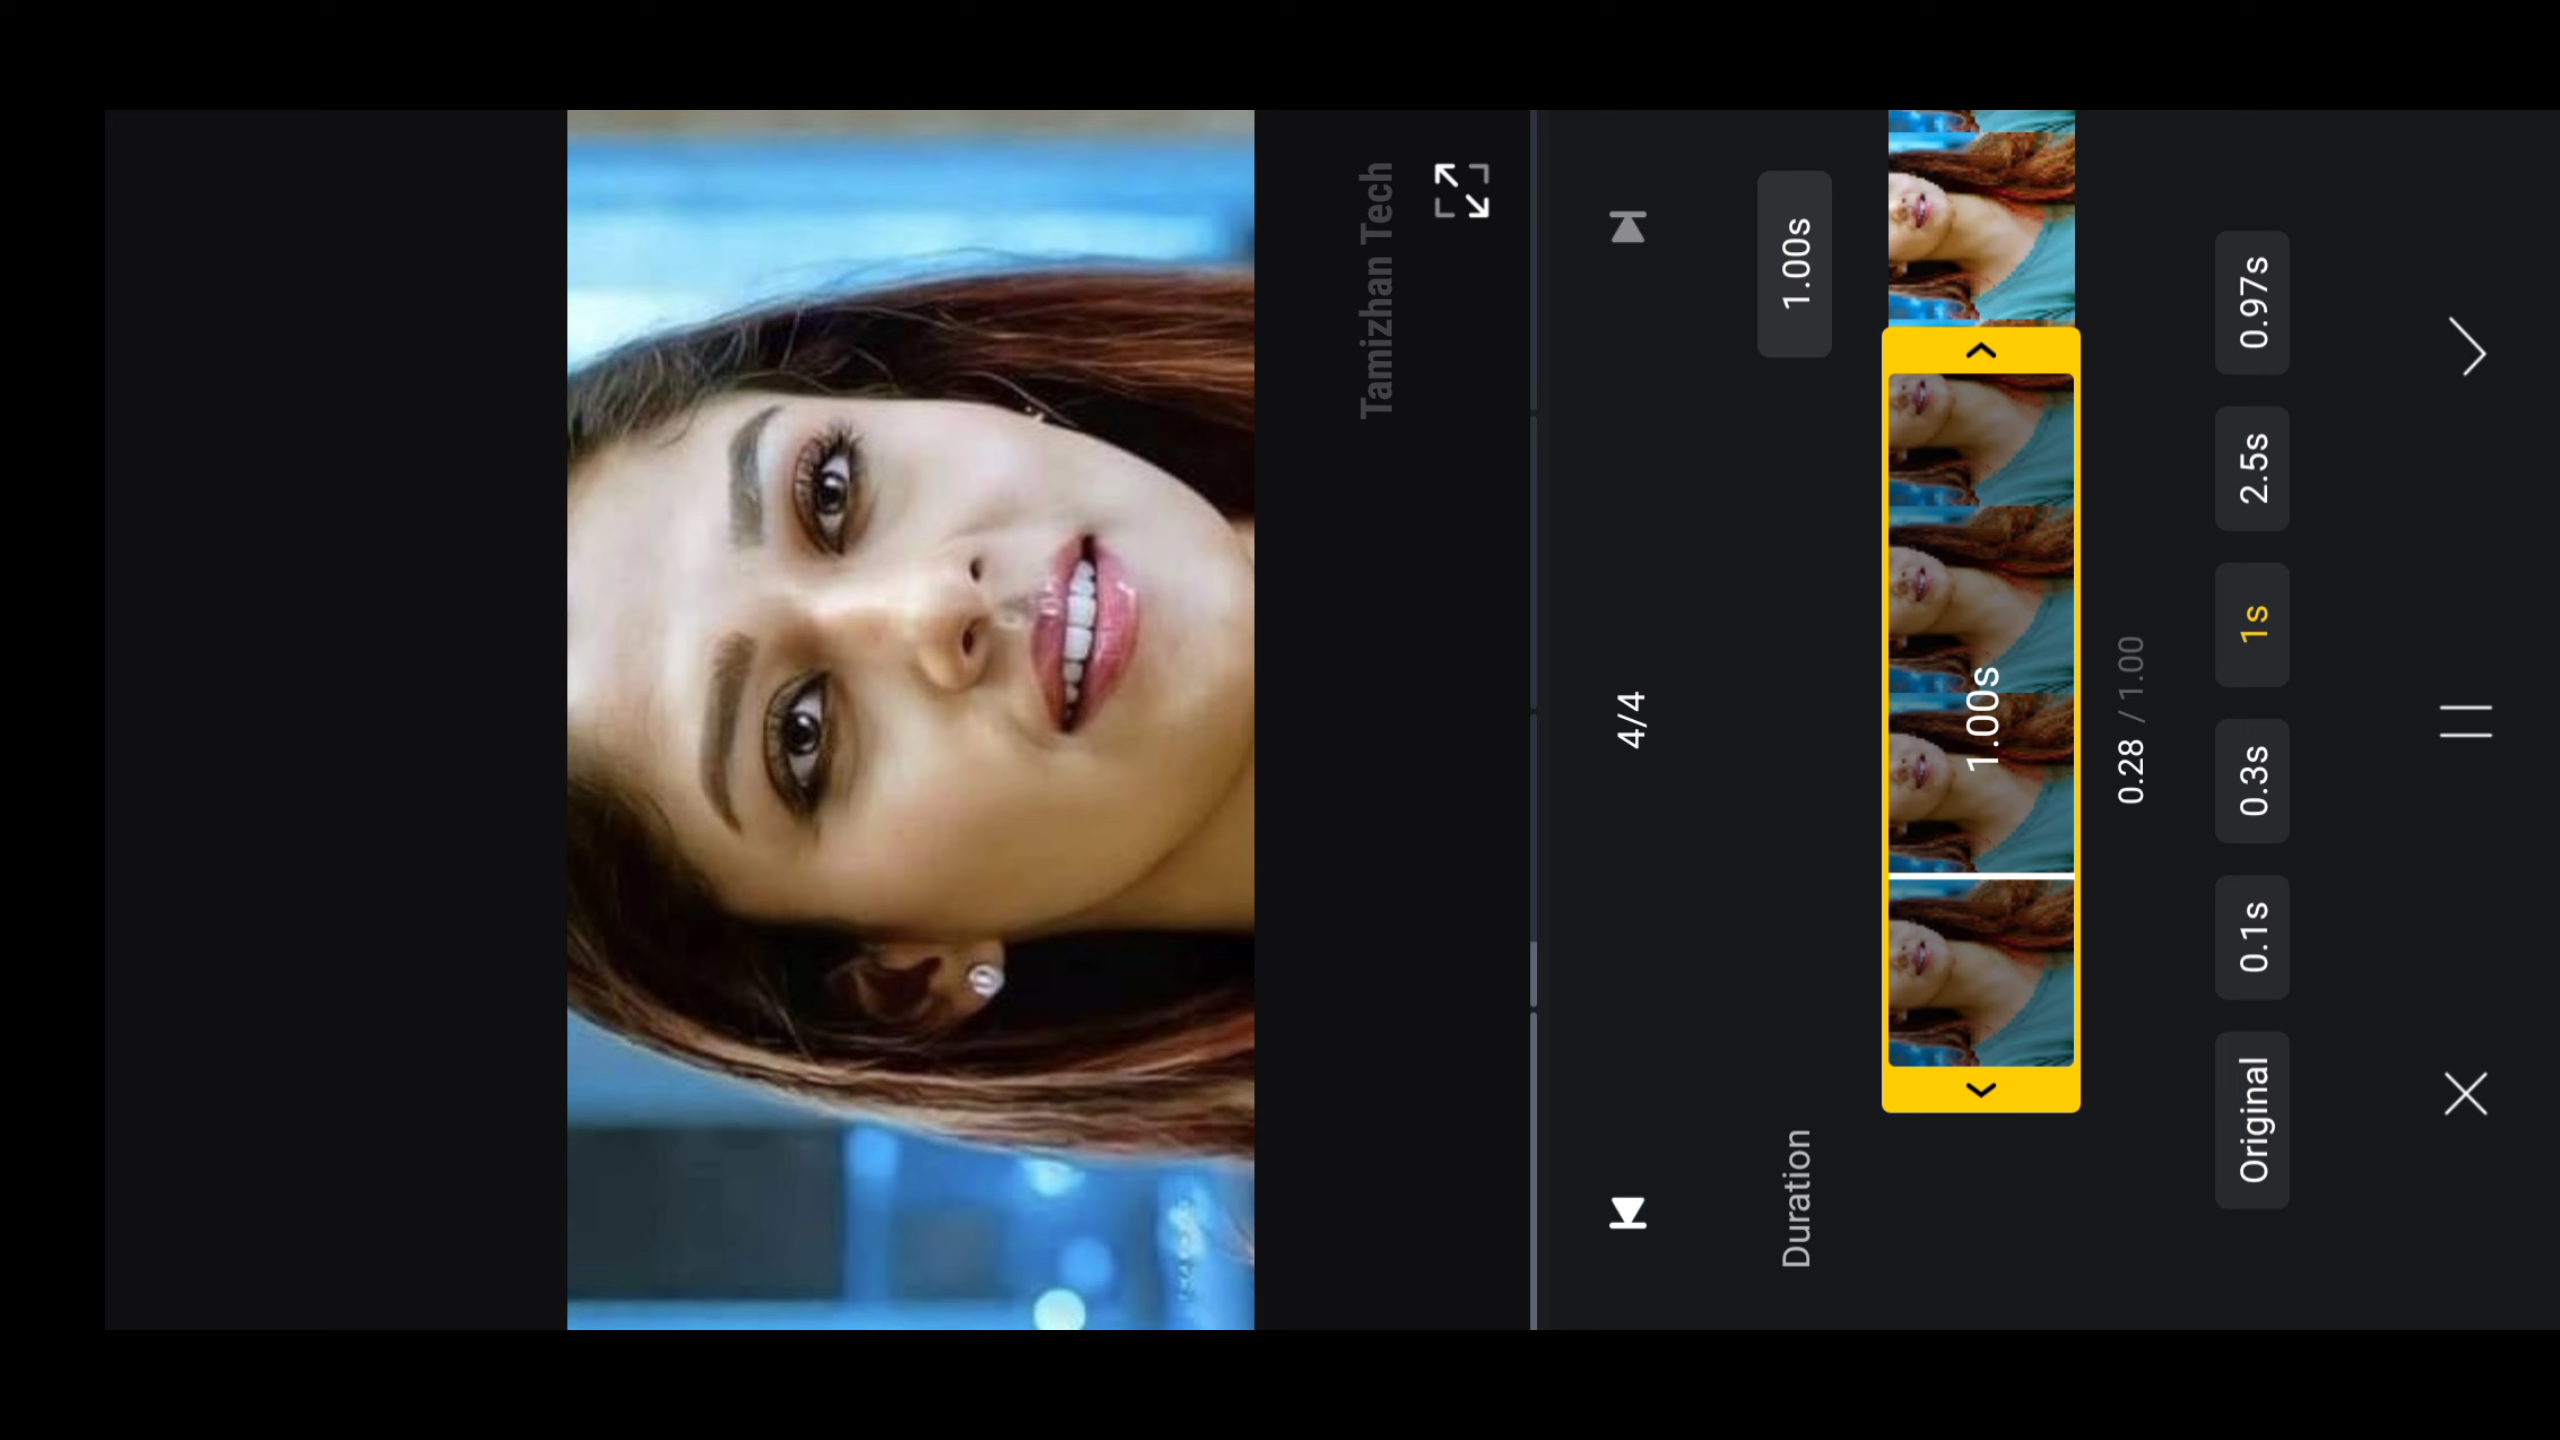 Tamizhan Tech
4/4
Duration
1.00s
1.00s
0.28 / 1.00
Original
0.1s
0.3s
1s
2.5s
0.97s